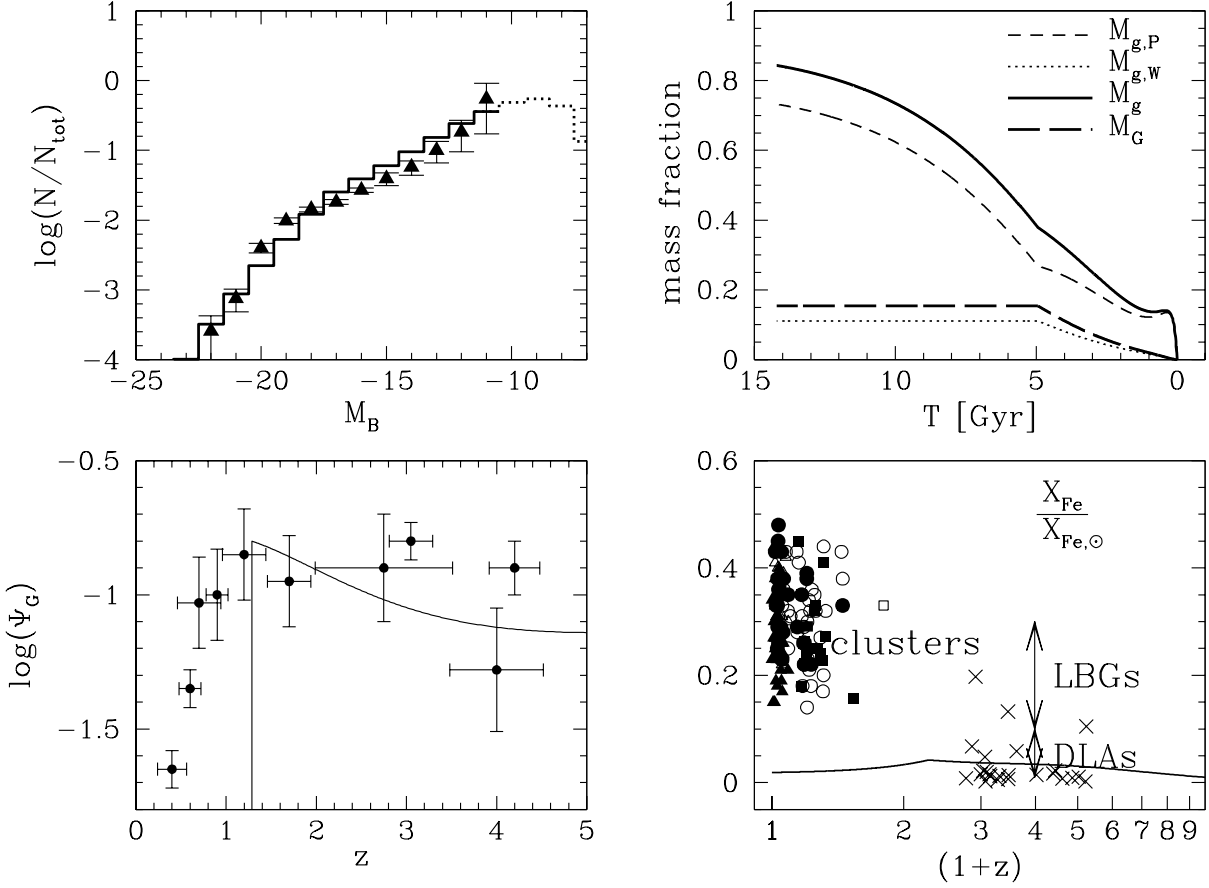 1
0
−1
−2
−3
−4
log(N/N_tot)
−25
−20
−15
−10
M_B
1
0.8
0.6
0.4
0.2
0
mass fraction
M_g,P
M_g,W
M_g
M_G
15
10
5
0
T [Gyr]
−0.5
−1
−1.5
log(Ψ_G)
0
1
2
3
4
5
z
0.6
0.4
0.2
0
X_Fe
X_Fe,⊙
clusters
LBGs
DLAs
1
2
3
4
5
6
7
8
9
(1+z)